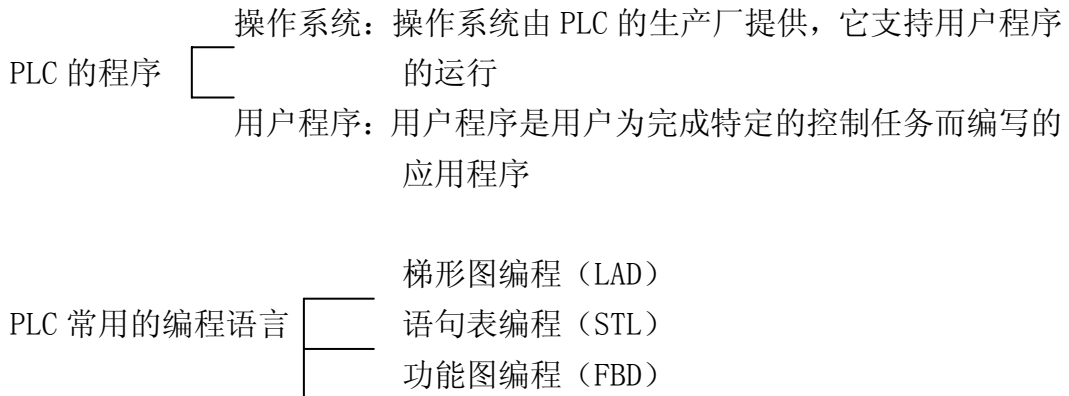 操作系统：操作系统由 PLC 的生产厂提供，它支持用户程序
PLC 的程序
的运行
用户程序：用户程序是用户为完成特定的控制任务而编写的
应用程序
梯形图编程（LAD）
PLC 常用的编程语言
语句表编程（STL）
功能图编程（FBD）